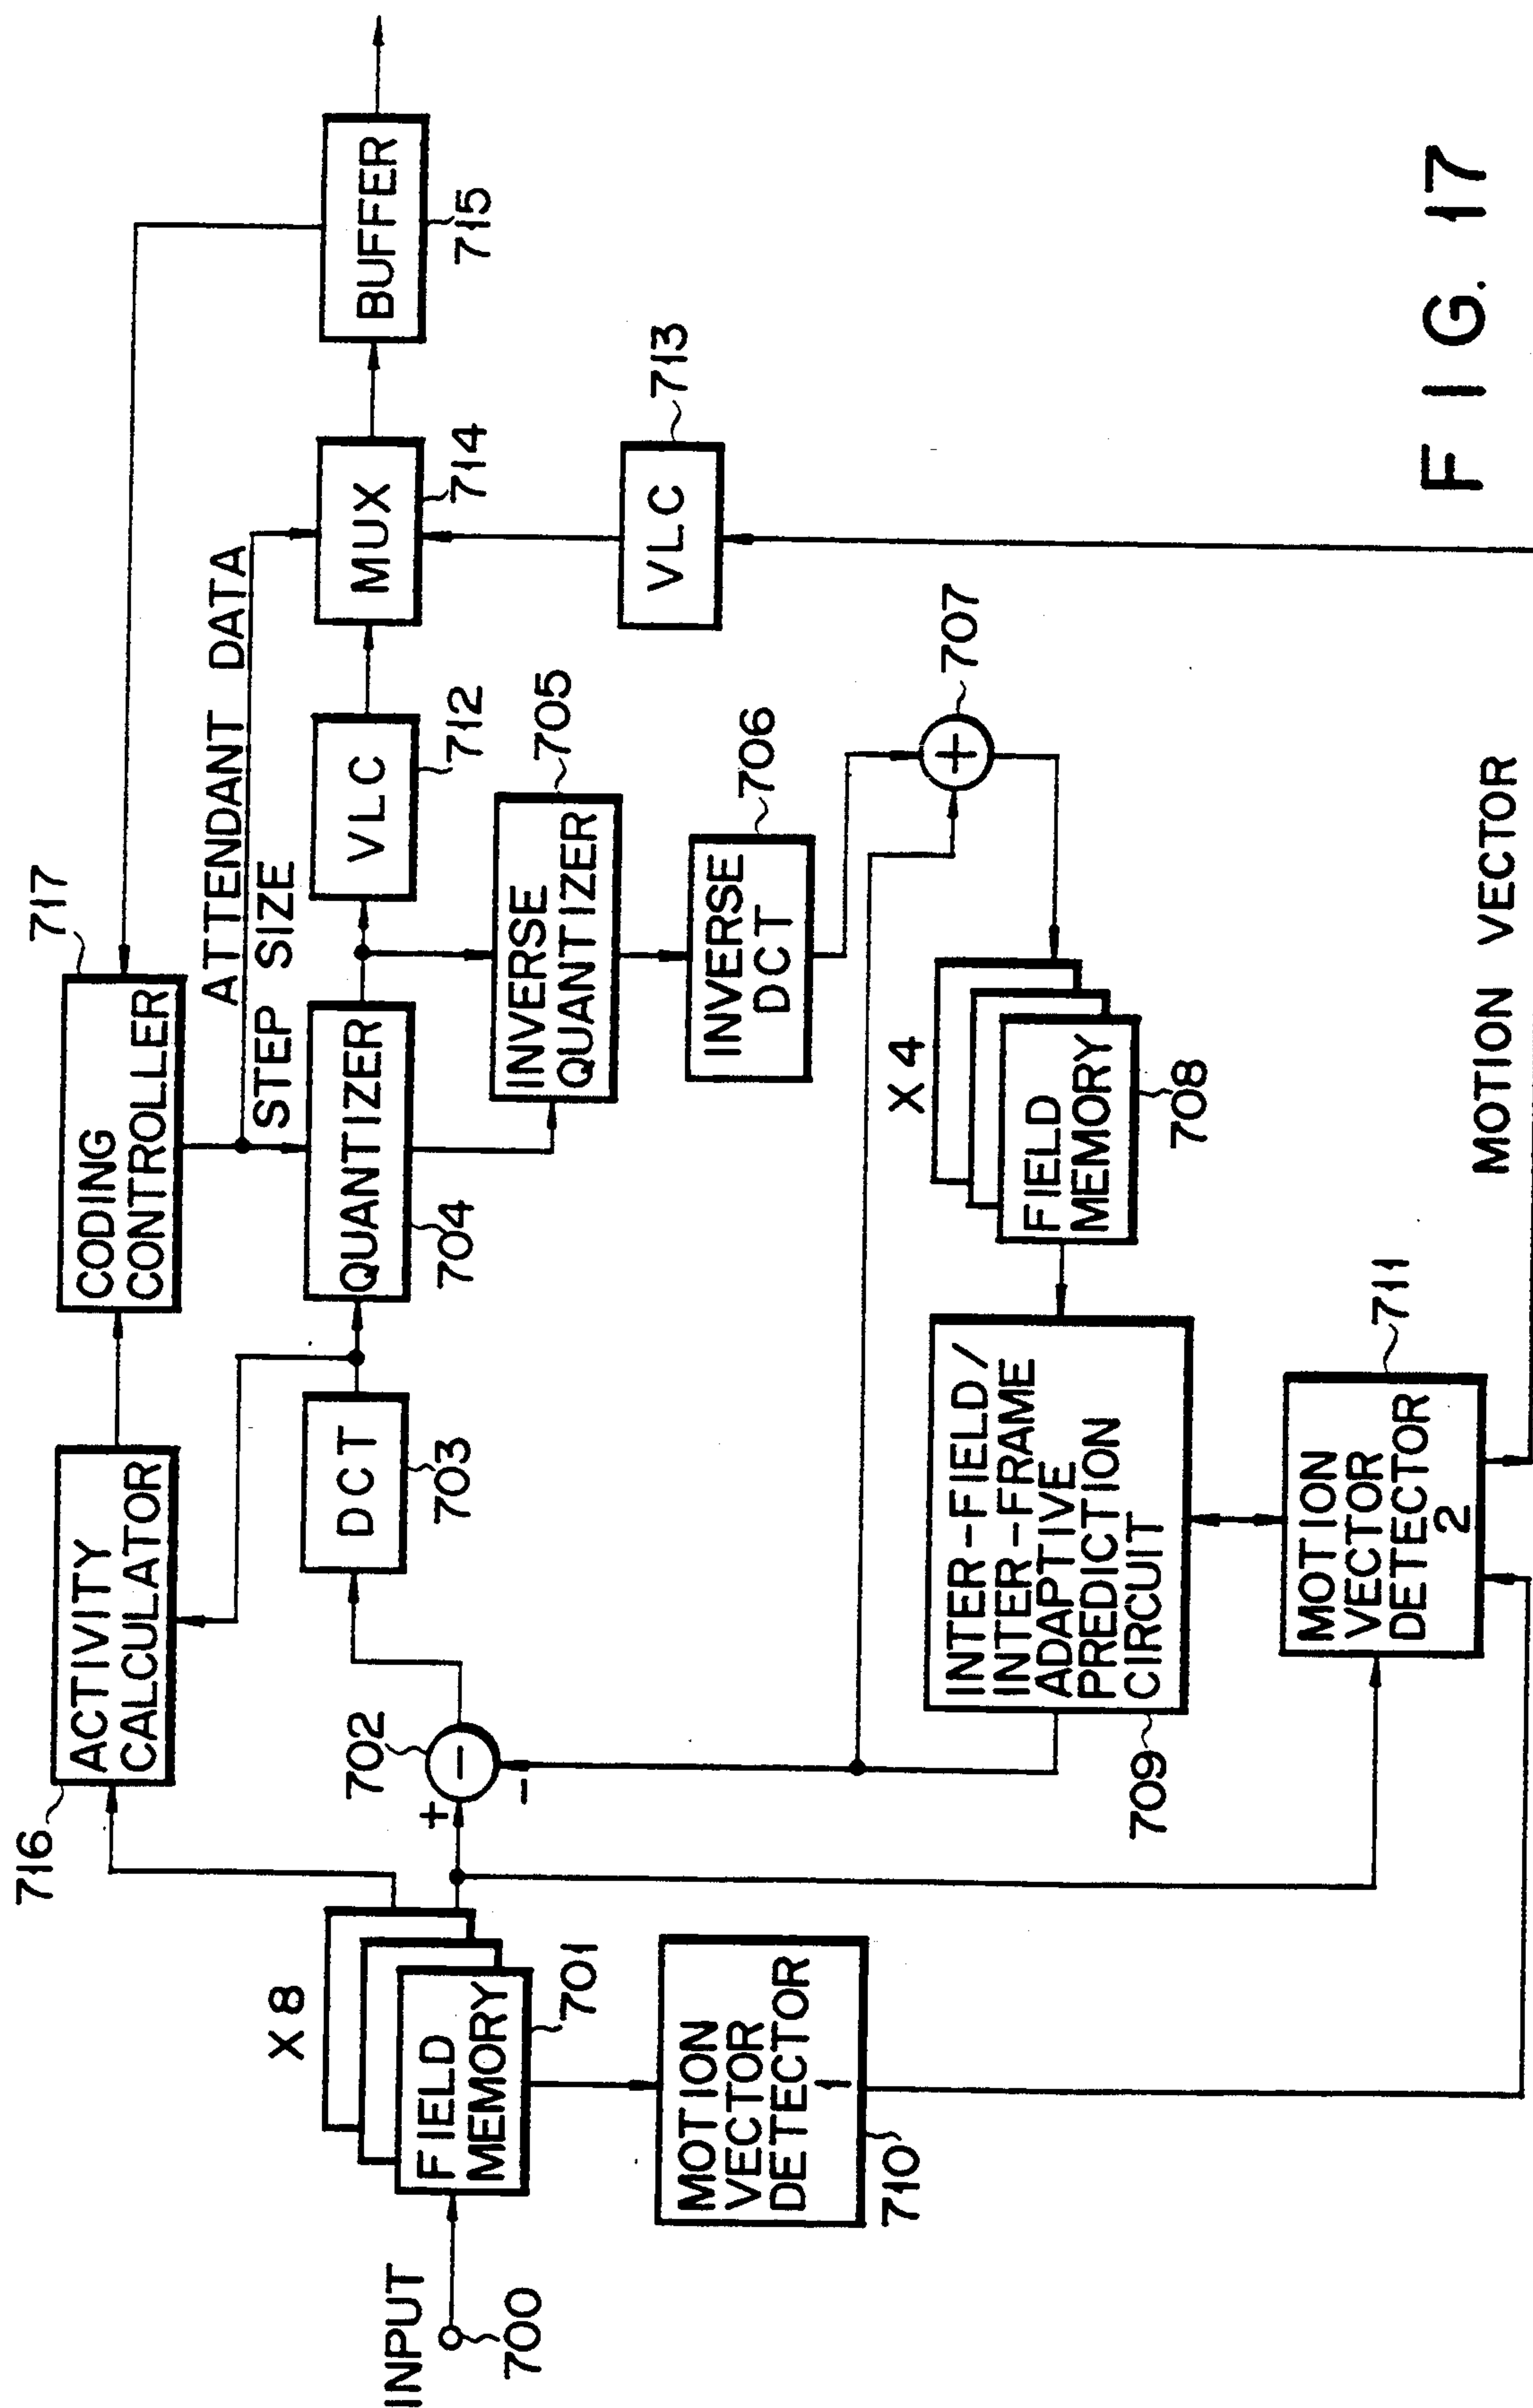 716
ACTIVITY
CALCULATOR
717
CODING
CONTROLLER
ATTENDANT DATA
STEP SIZE
X 8
INPUT
700
FIELD
MEMORY
701
+
-
-
702
DCT
703
QUANTIZER
704
VLC
712
MUX
714
BUFFER
715
INVERSE
QUANTIZER
705
VLC
713
INVERSE
DCT
706
+
707
MOTION
VECTOR
DETECTOR
1
710
X 4
FIELD
MEMORY
708
INTER-FIELD/
INTER-FRAME
ADAPTIVE
PREDICTION
CIRCUIT
709
MOTION
VECTOR
DETECTOR
2
711
MOTION VECTOR
FIG. 17